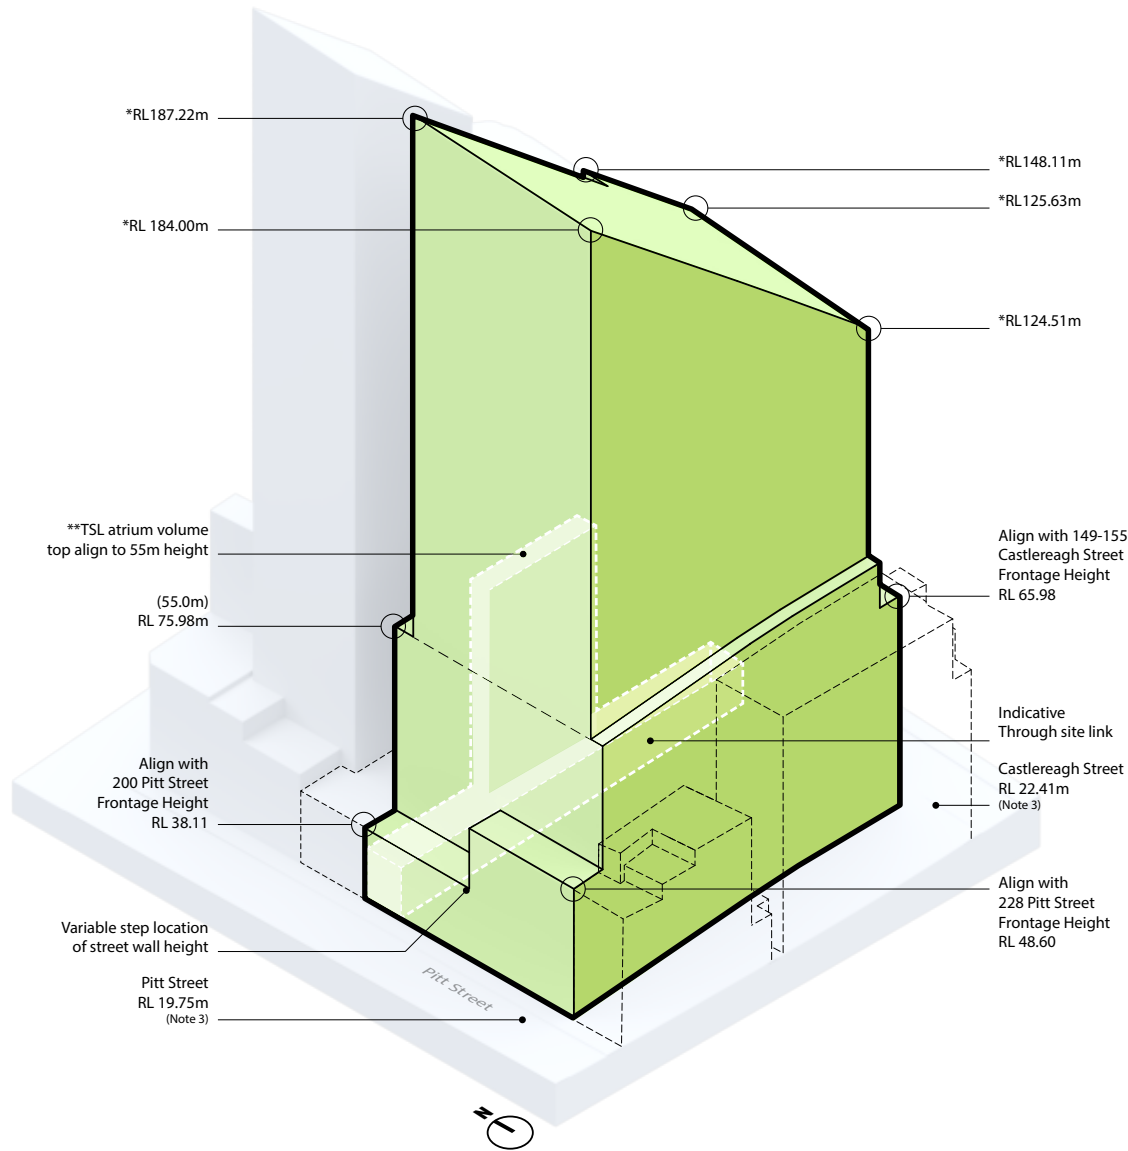 *RL187.22m
*RL148.11m
*RL125.63m
*RL 184.00m
*RL124.51m
**TSL atrium volume
top align to 55m height
Align with 149-155
Castlereagh Street
Frontage Height
RL 65.98
(55.0m)
RL 75.98m
Indicative
Through site link
Align with
200 Pitt Street
Frontage Height
RL 38.11
Castlereagh Street
RL 22.41m
(Note 3)
Align with
228 Pitt Street
Frontage Height
RL 48.60
Variable step location
of street wall height
Pitt Street
RL 19.75m
(Note 3)
Pitt Street
N